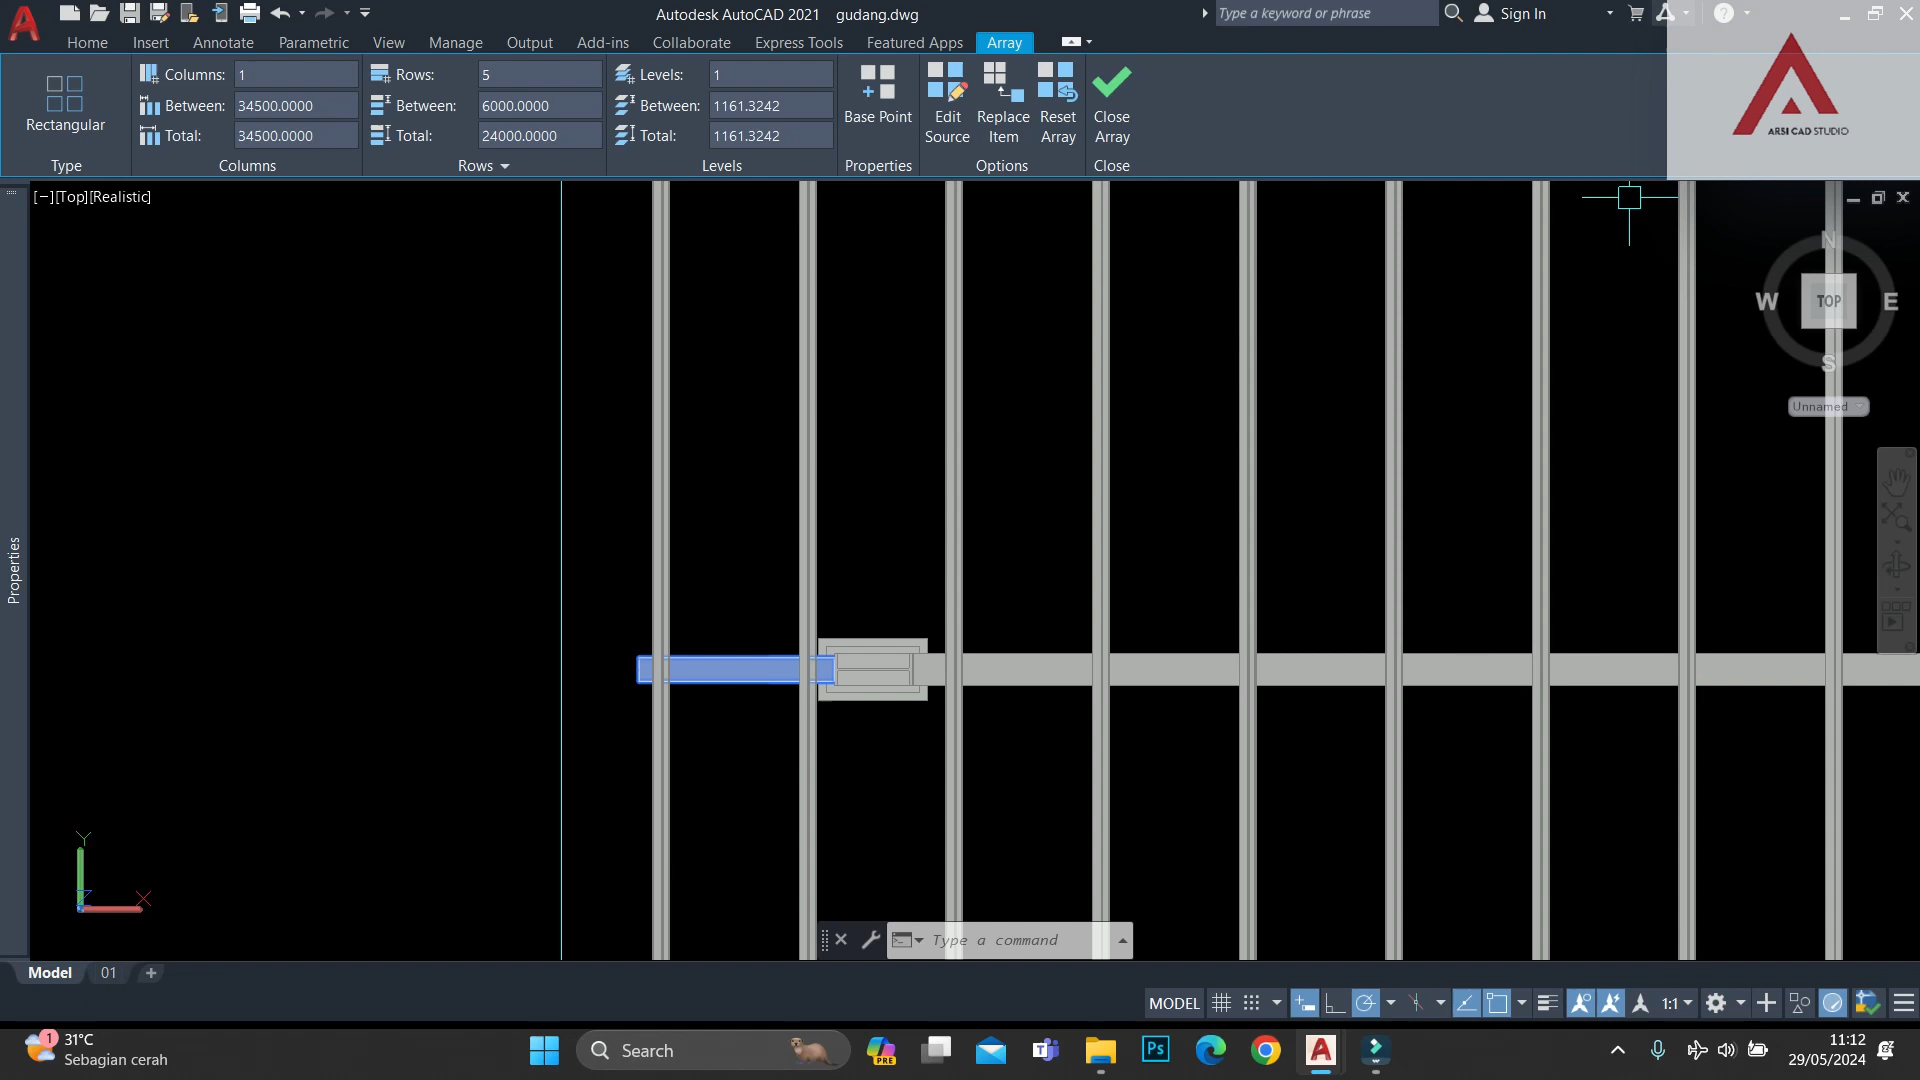 Autodesk AutoCAD 2021 gudang.dwg
Type a keyword or phrase
Sign In
Home Insert Annotate Parametric View Manage Output Add-ins Collaborate Express Tools Featured Apps Array
Columns: 1 Rows: 5 Levels: 1
Between: 34500.0000 Between: 6000.0000 Between: 1161.3242
Total: 34500.0000 Total: 24000.0000 Total: 1161.3242
Rectangular
Base Point
Edit Source
Replace Item
Reset Array
Close Array
Type Columns Rows Levels Properties Options Close
ARSI CAD STUDIO
[−][Top][Realistic]
N
W TOP E
S
Unnamed
Properties
Y
X
Z
Type a command
Model 01 +
MODEL 1:1
1
31°C
Sebagian cerah
Search
PRE
Ps
11:12
29/05/2024